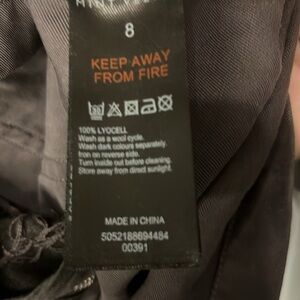 8
KEEP AWAY
FROM FIRE
100% LYOCELL
Wash as a wool cycle.
Wash dark colours separately.
Iron on reverse side.
Turn inside out before cleaning.
Store away from direct sunlight.
MADE IN CHINA
5052188694484
00391